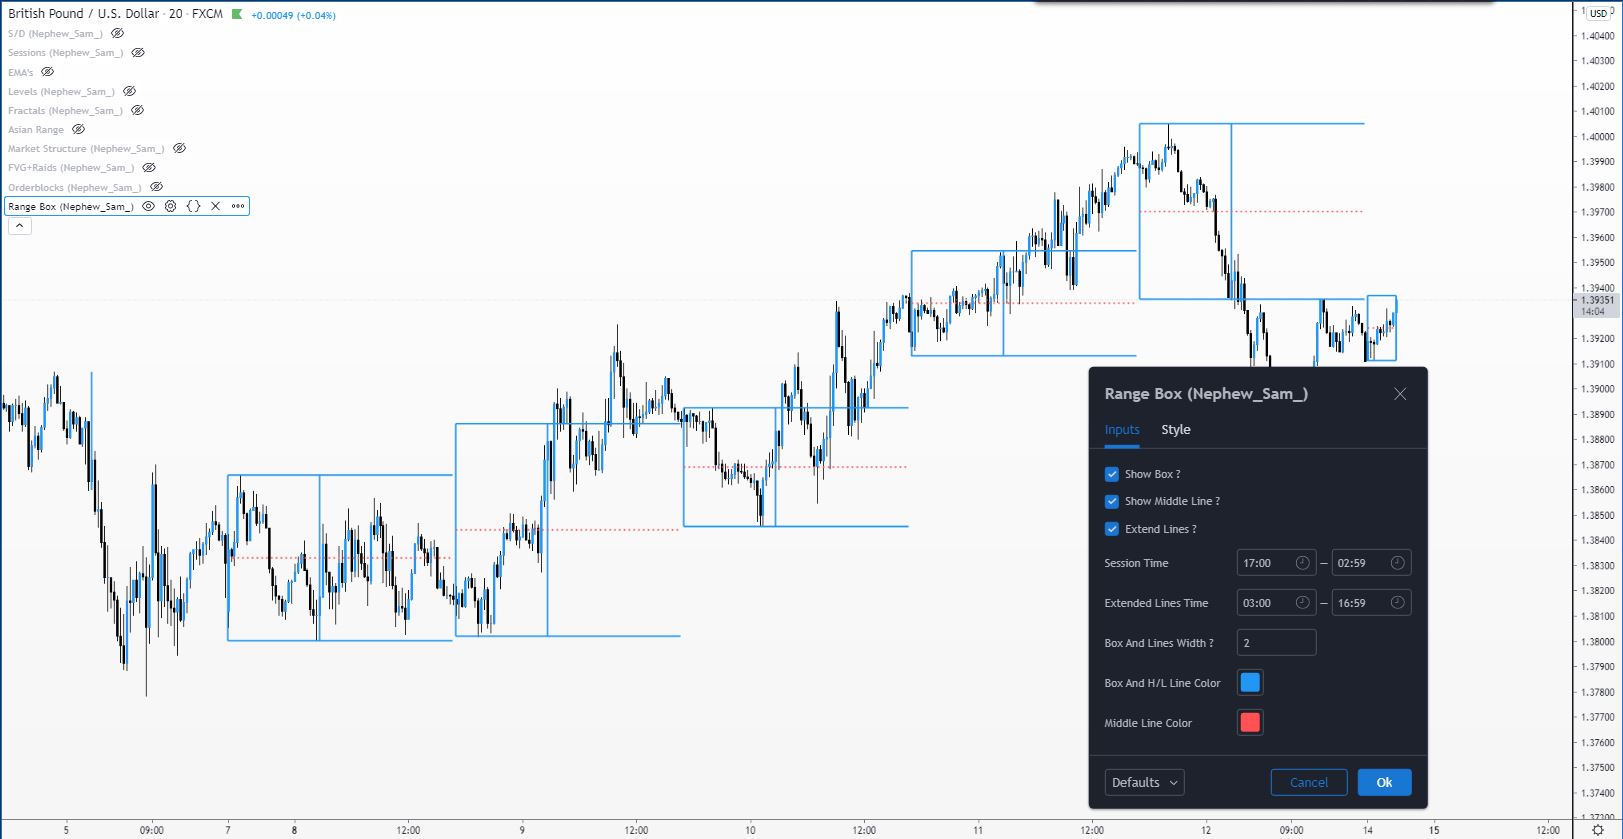 British Pound / U.S. Dollar · 20 · FXCM +0.00049 (+0.04%)
S/D (Nephew_Sam_)
Sessions (Nephew_Sam_)
EMA's
Levels (Nephew_Sam_)
Fractals (Nephew_Sam_)
Asian Range
Market Structure (Nephew_Sam_)
FVG+Raids (Nephew_Sam_)
Orderblocks (Nephew_Sam_)
Range Box (Nephew_Sam_)
USD
1.40400
1.40300
1.40200
1.40100
1.40000
1.39900
1.39800
1.39700
1.39600
1.39500
1.39400
1.39351
14:04
1.39200
1.39100
1.39000
1.38900
1.38800
1.38700
1.38600
1.38500
1.38400
1.38300
1.38200
1.38100
1.38000
1.37900
1.37800
1.37700
1.37600
1.37500
1.37400
1.37300
Range Box (Nephew_Sam_)
Inputs Style
Show Box ?
Show Middle Line ?
Extend Lines ?
Session Time 17:00 – 02:59
Extended Lines Time 03:00 – 16:59
Box And Lines Width ? 2
Box And H/L Line Color
Middle Line Color
Defaults Cancel Ok
5 09:00 7 8 12:00 9 12:00 10 12:00 11 12:00 12 09:00 14 15 12:00